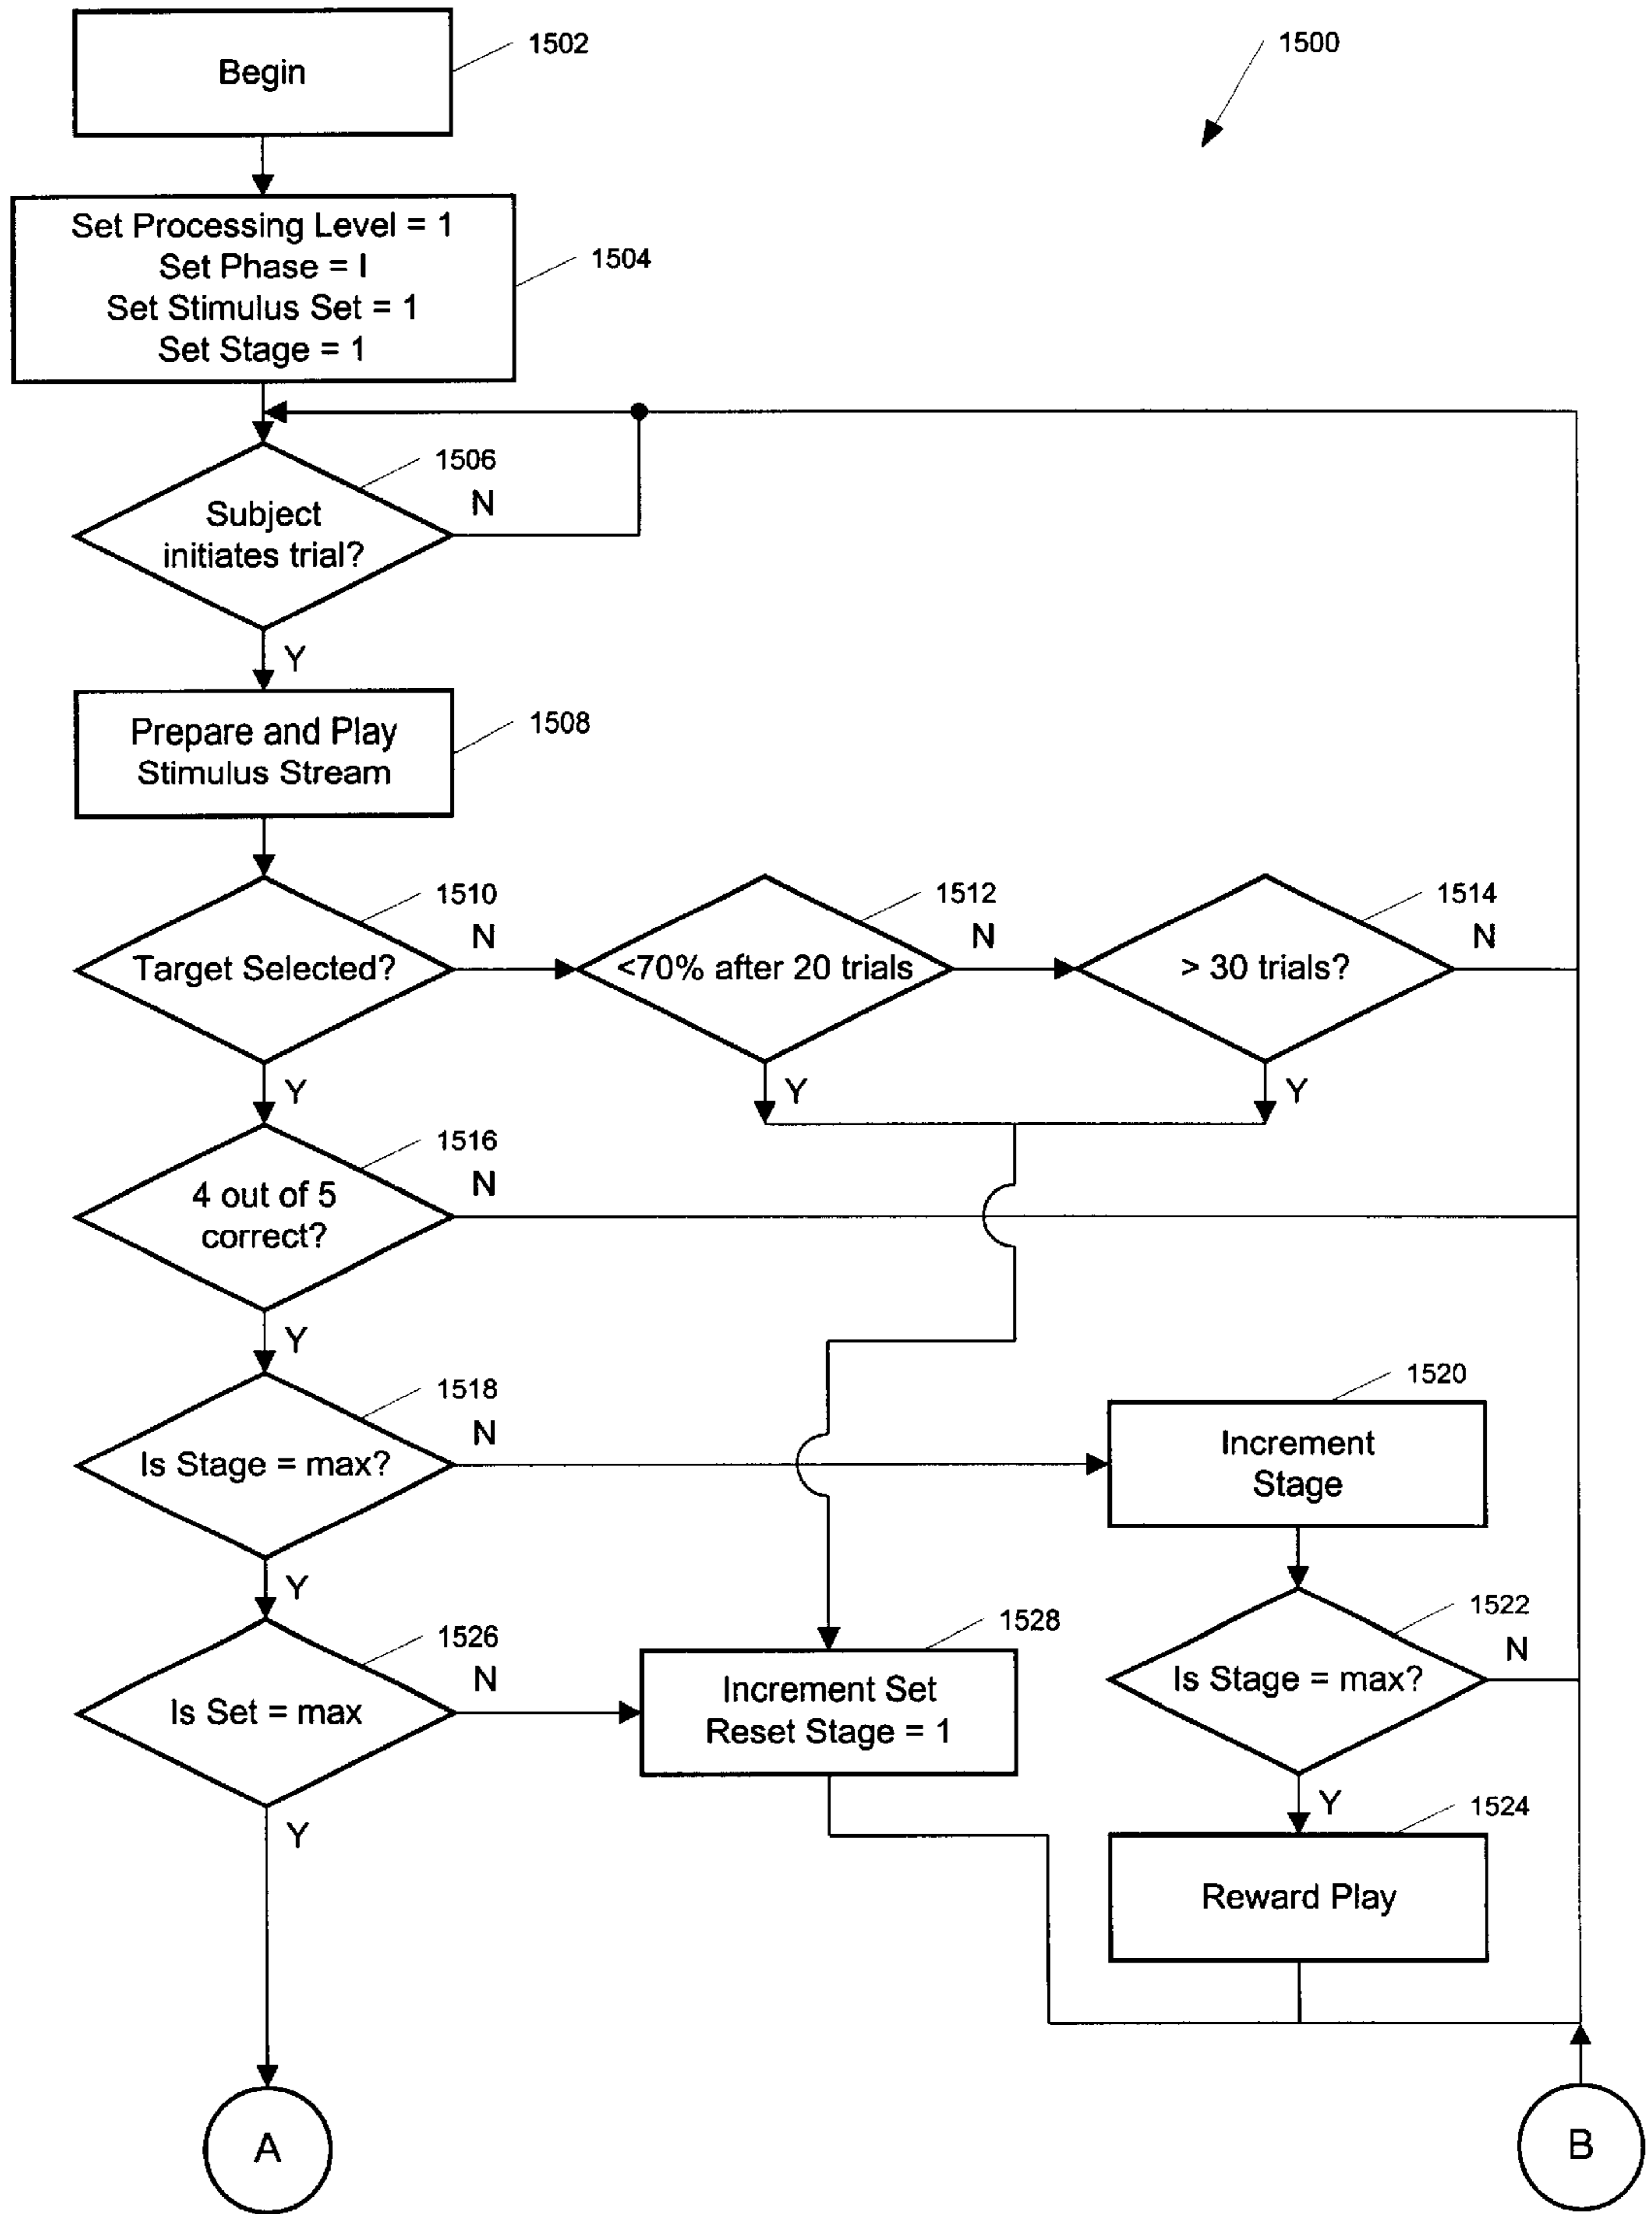 Begin
1502
1500
Set Processing Level = 1
Set Phase = I
Set Stimulus Set = 1
Set Stage = 1
1504
1506
N
Subject
initiates trial?
Y
Prepare and Play
Stimulus Stream
1508
1510
N
Target Selected?
Y
1512
N
<70% after 20 trials
Y
1514
N
> 30 trials?
Y
1516
N
4 out of 5
correct?
Y
1518
N
Is Stage = max?
Y
1520
Increment
Stage
1522
N
Is Stage = max?
Y
1524
Reward Play
1526
N
Is Set = max
Y
1528
Increment Set
Reset Stage = 1
A
B